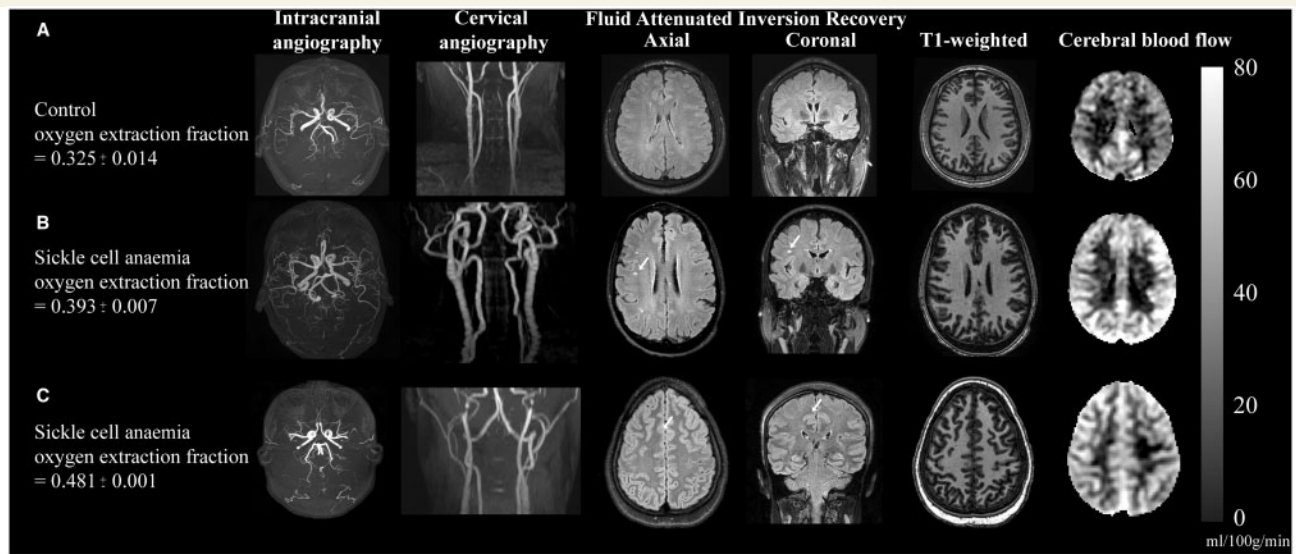 Intracranial angiography
Cervical angiography
Fluid Attenuated Inversion Recovery
Axial
Coronal
T1-weighted
Cerebral blood flow
A
Control
oxygen extraction fraction
= 0.325 ± 0.014
B
Sickle cell anaemia
oxygen extraction fraction
= 0.393 ± 0.007
C
Sickle cell anaemia
oxygen extraction fraction
= 0.481 ± 0.001
80
60
40
20
0
ml/100g/min